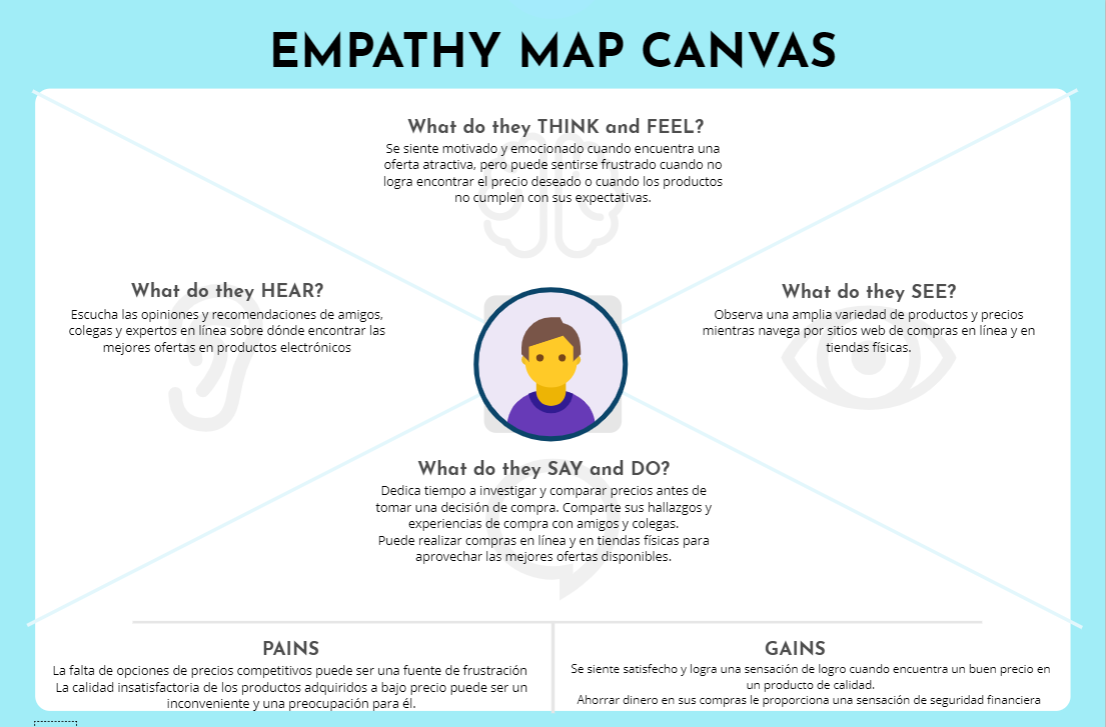 EMPATHY MAP CANVAS
What do they THINK and FEEL?
Se siente motivado y emocionado cuando encuentra una
oferta atractiva, pero puede sentirse frustrado cuando no
logra encontrar el precio deseado o cuando los productos
no cumplen con sus expectativas.
What do they HEAR?
Escucha las opiniones y recomendaciones de amigos,
colegas y expertos en línea sobre dónde encontrar las
mejores ofertas en productos electrónicos
What do they SEE?
Observa una amplia variedad de productos y precios
mientras navega por sitios web de compras en línea y en
tiendas físicas.
What do they SAY and DO?
Dedica tiempo a investigar y comparar precios antes de
tomar una decisión de compra. Comparte sus hallazgos y
experiencias de compra con amigos y colegas.
Puede realizar compras en línea y en tiendas físicas para
aprovechar las mejores ofertas disponibles.
PAINS
La falta de opciones de precios competitivos puede ser una fuente de frustración
La calidad insatisfactoria de los productos adquiridos a bajo precio puede ser un
inconveniente y una preocupación para él.
GAINS
Se siente satisfecho y logra una sensación de logro cuando encuentra un buen precio en
un producto de calidad.
Ahorrar dinero en sus compras le proporciona una sensación de seguridad financiera